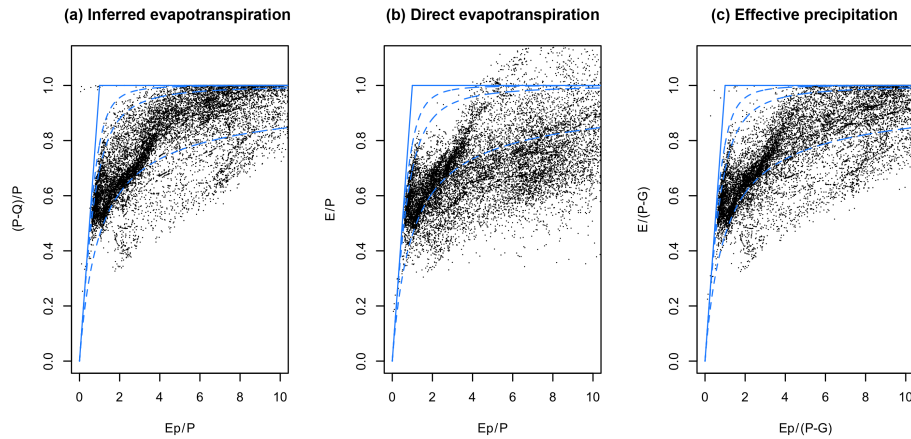 (a) Inferred evapotranspiration
(P-Q)/P
0.0 0.2 0.4 0.6 0.8 1.0
0 2 4 6 8 10
Ep/P
(b) Direct evapotranspiration
E/P
0.0 0.2 0.4 0.6 0.8 1.0
0 2 4 6 8 10
Ep/P
(c) Effective precipitation
E/(P-G)
0.0 0.2 0.4 0.6 0.8 1.0
0 2 4 6 8 10
Ep/(P-G)